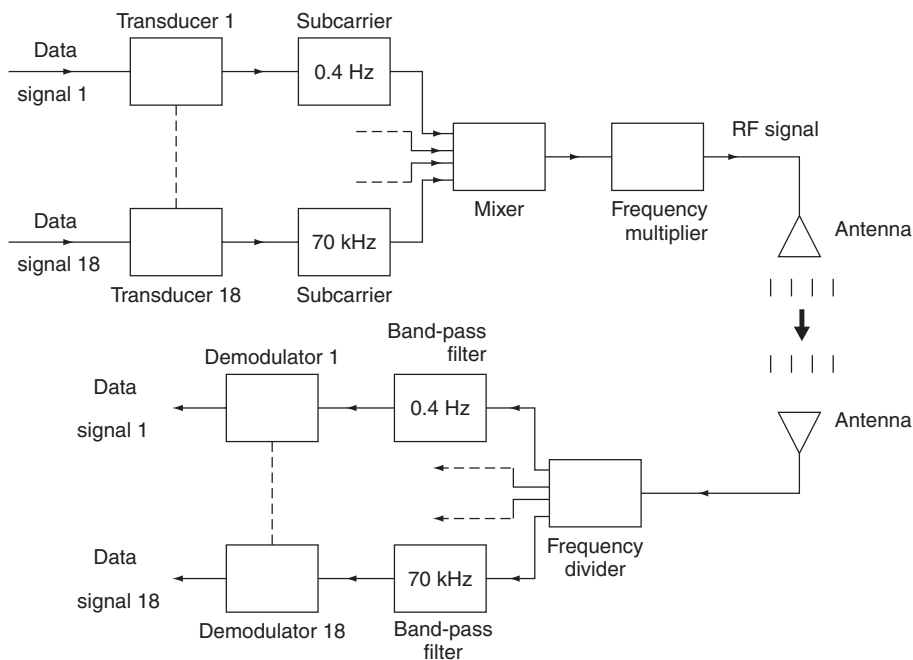 Transducer 1
Subcarrier
Data
signal 1
0.4 Hz
RF signal
Mixer
Frequency
multiplier
Antenna
Data
signal 18
70 kHz
Transducer 18
Subcarrier
Band-pass
filter
Demodulator 1
Data
signal 1
0.4 Hz
Antenna
Frequency
divider
Data
signal 18
70 kHz
Demodulator 18
Band-pass
filter